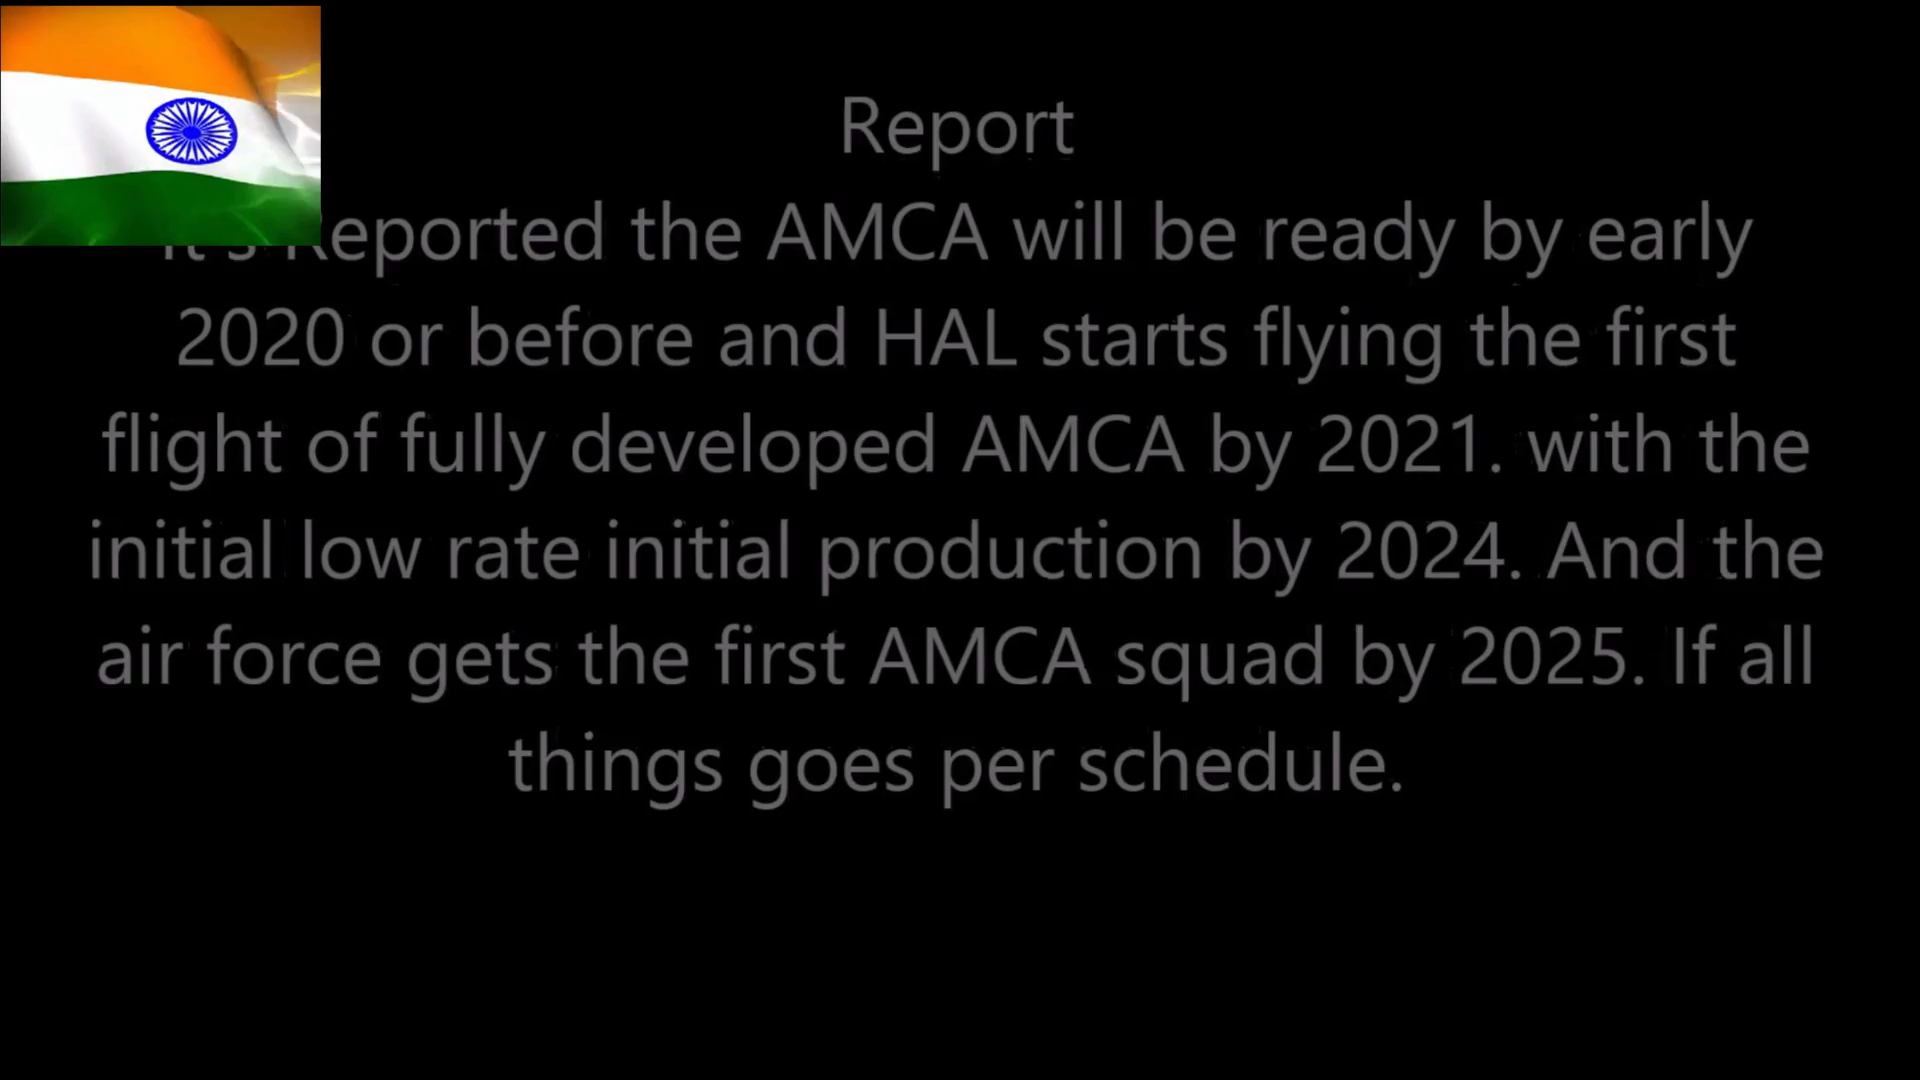 Report
It's Reported the AMCA will be ready by early
2020 or before and HAL starts flying the first
flight of fully developed AMCA by 2021. with the
initial low rate initial production by 2024. And the
air force gets the first AMCA squad by 2025. If all
things goes per schedule.